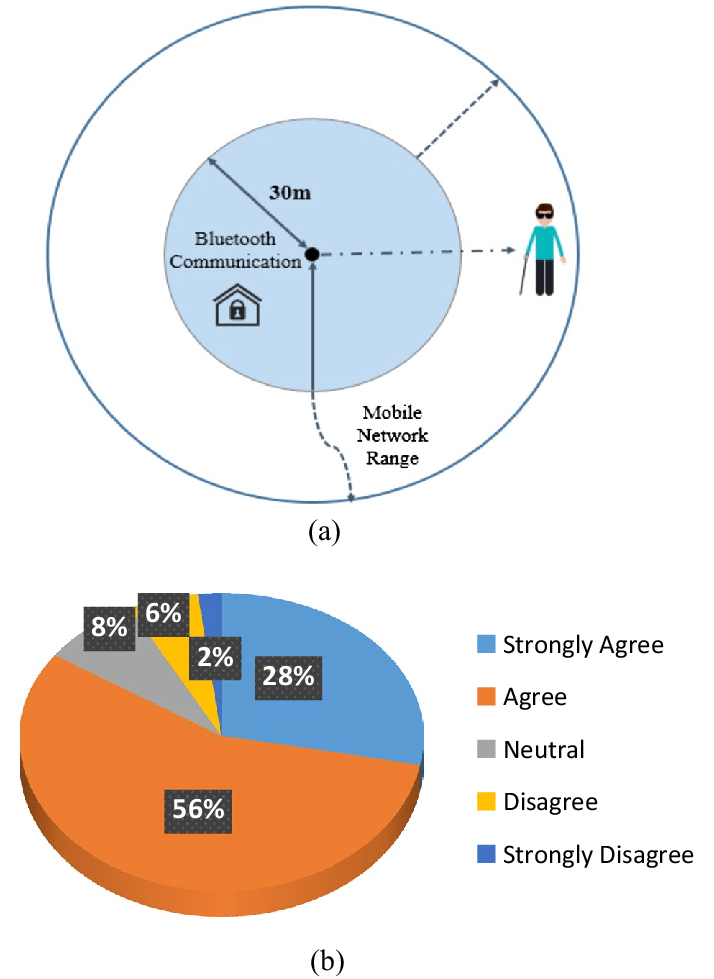 30m
Bluetooth
Communication
Mobile
Network
Range
(a)
8%
6%
2%
28%
56%
Strongly Agree
Agree
Neutral
Disagree
Strongly Disagree
(b)